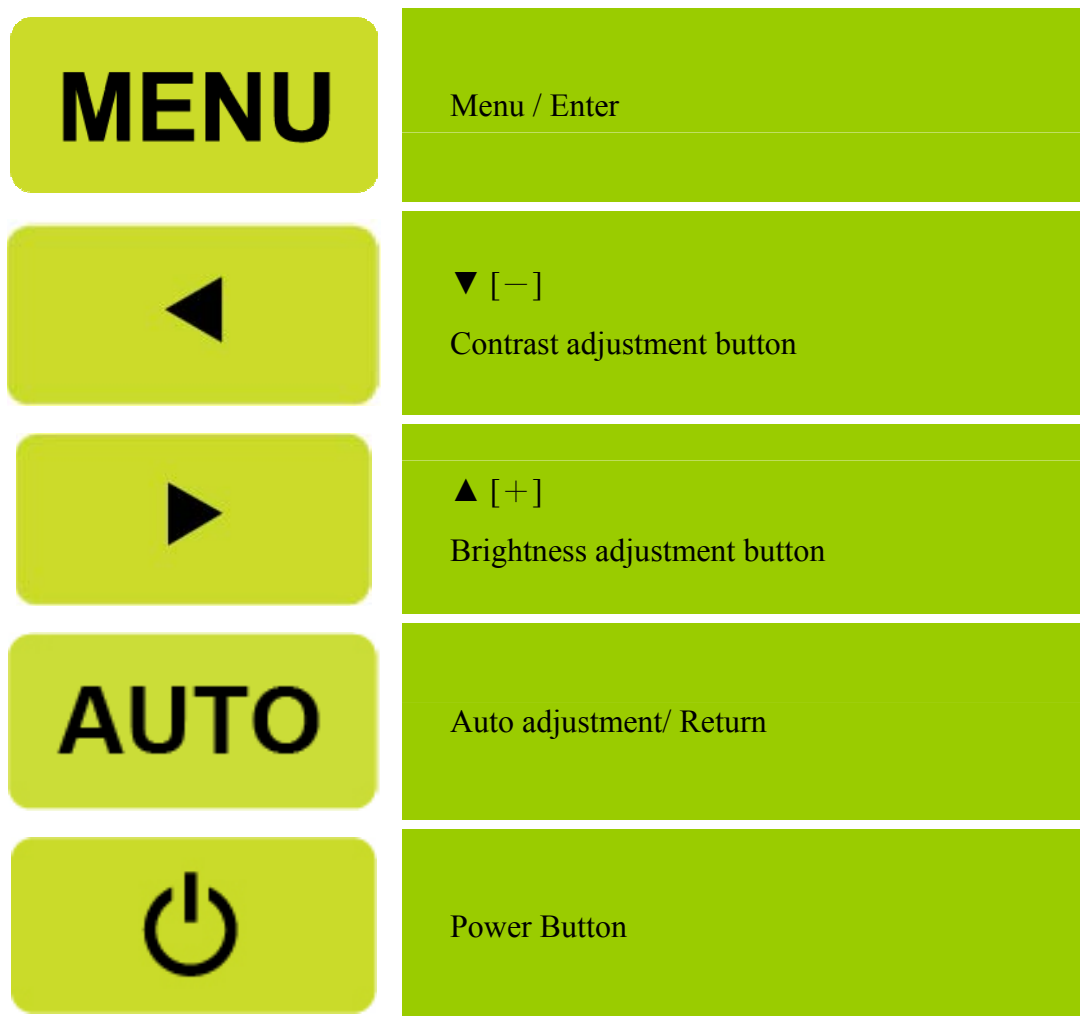 MENU
Menu / Enter
▼ [－]
Contrast adjustment button
▲ [＋]
Brightness adjustment button
AUTO
Auto adjustment/ Return
Power Button